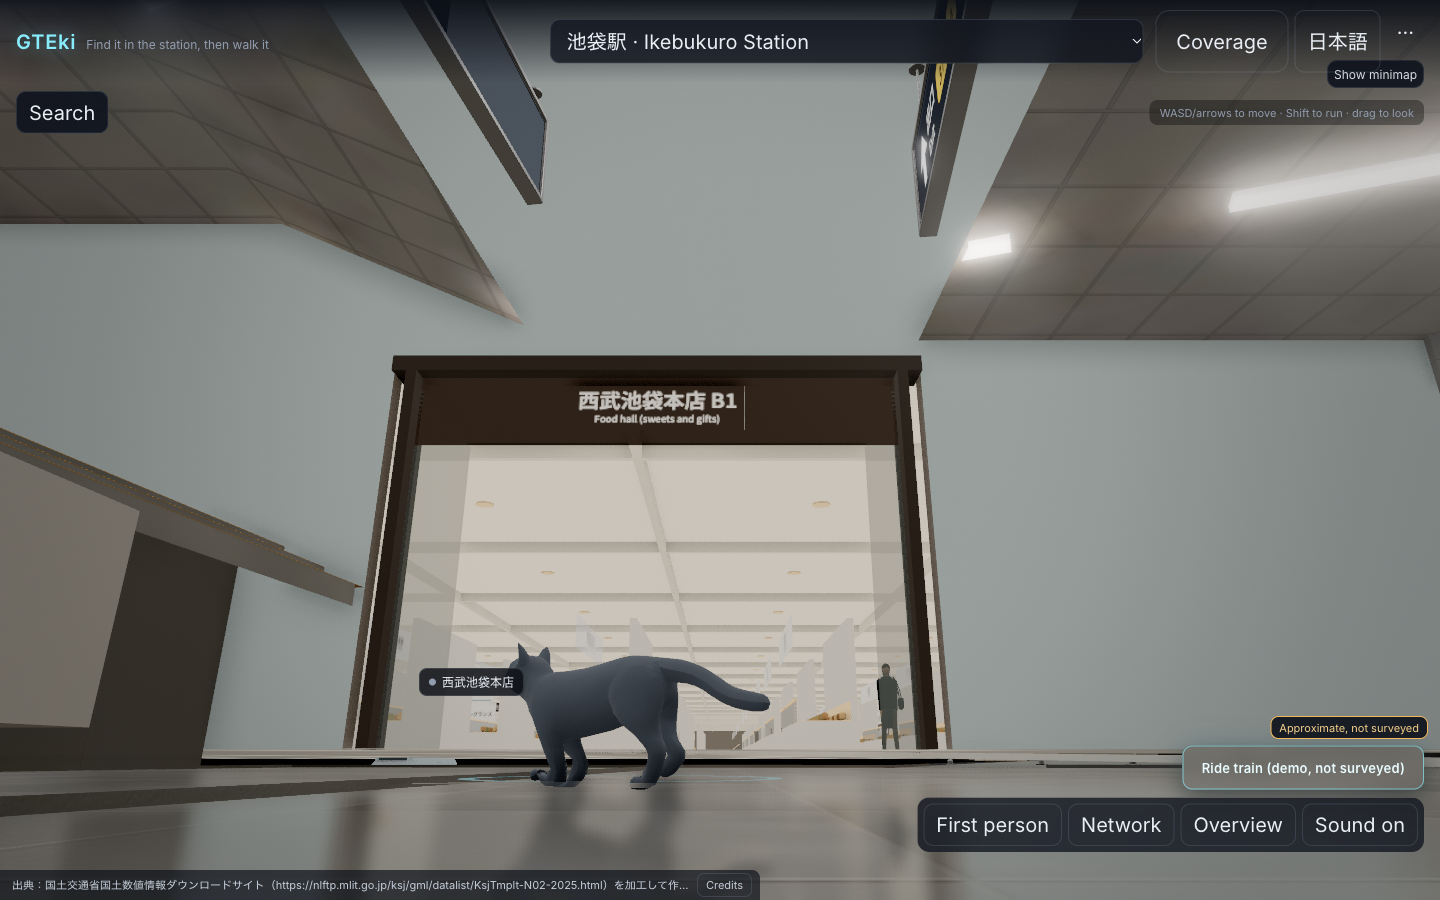 GTEki
Find it in the station, then walk it
池袋駅 · Ikebukuro Station
Coverage
日本語
...
Show minimap
Search
WASD/arrows to move · Shift to run · drag to look
西武池袋本店 B1
Food hall (sweets and gifts)
西武池袋本店
Approximate, not surveyed
Ride train (demo, not surveyed)
First person
Network
Overview
Sound on
出典：国土交通省国土数値情報ダウンロードサイト（https://nlftp.mlit.go.jp/ksj/gml/datalist/KsjTmplt-N02-2025.html）を加工して作...
Credits